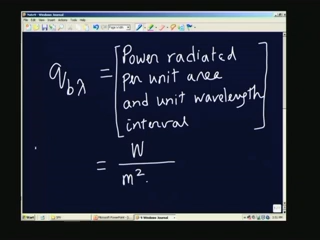 q_bλ = [Power radiated
per unit area
and unit wavelength
interval]
= W
m².